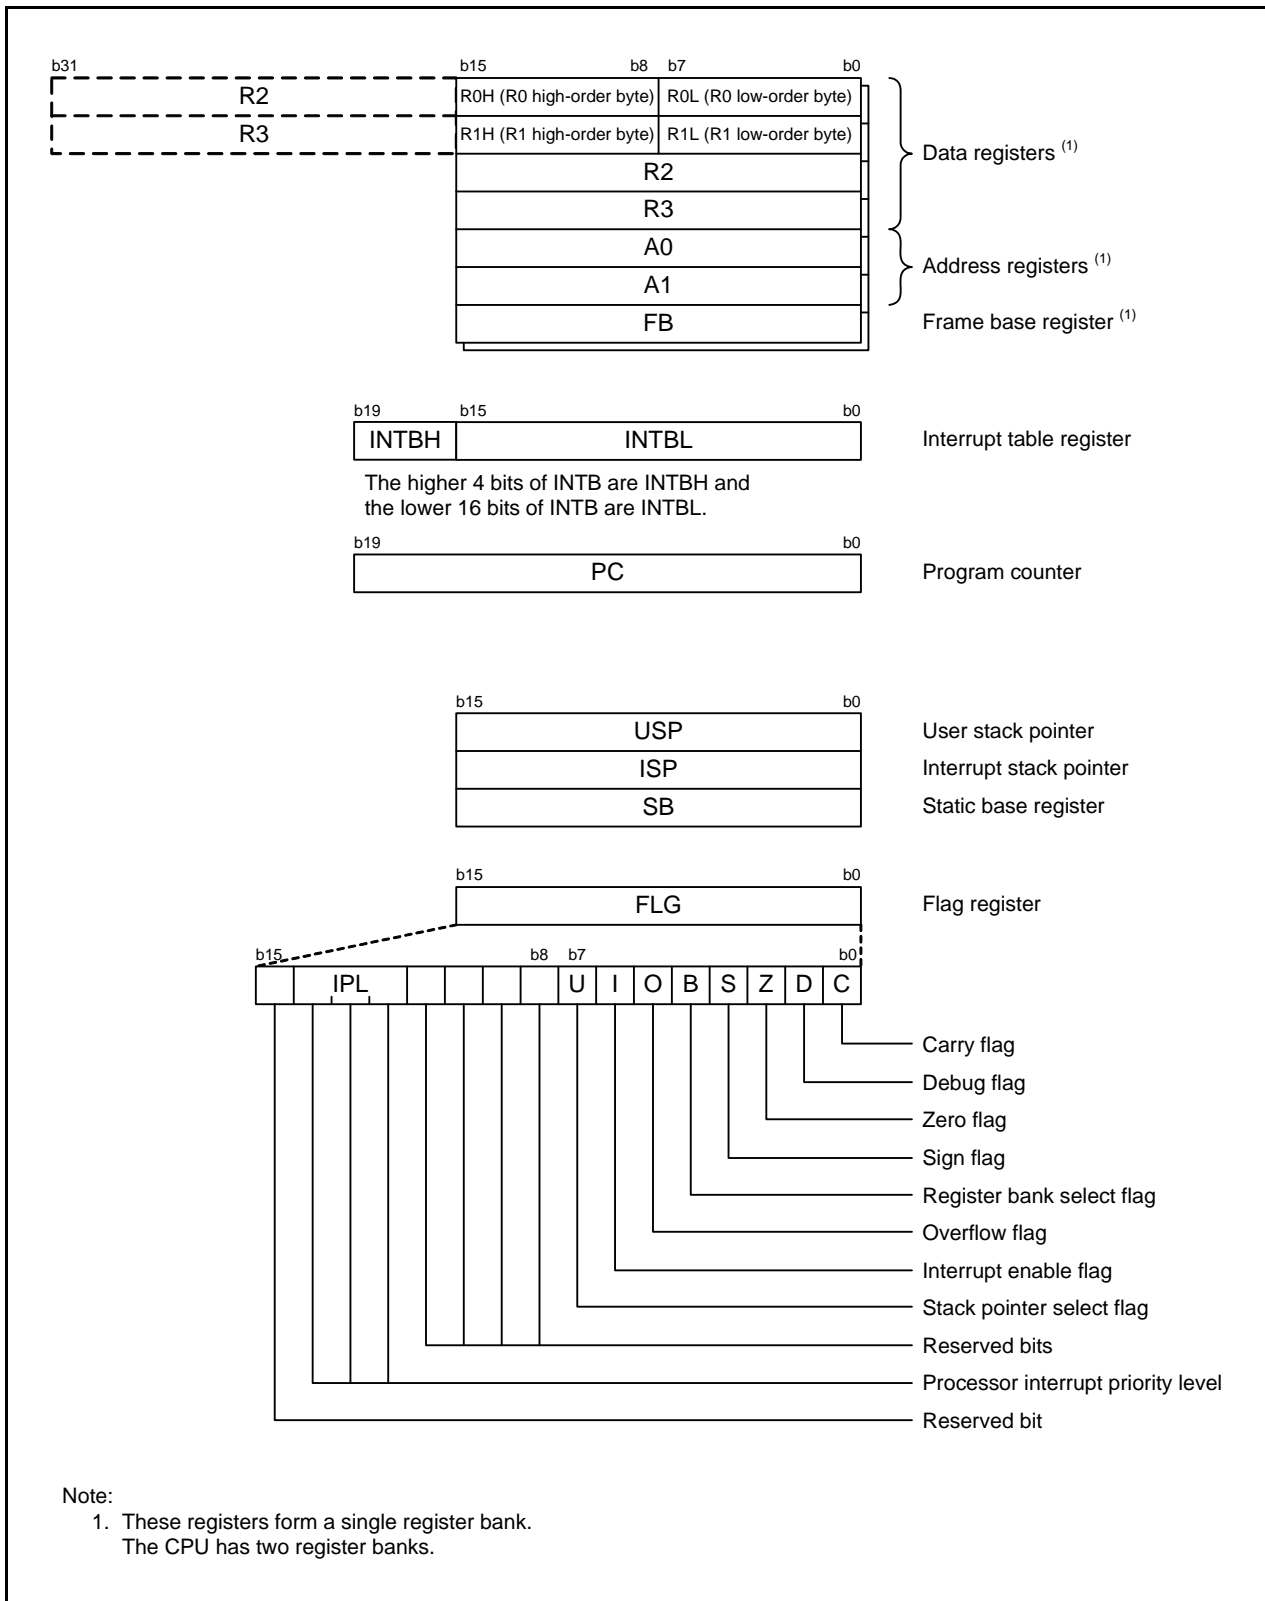 b31 b15 b8 b7 b0
R2 R0H (R0 high-order byte) R0L (R0 low-order byte)
R3 R1H (R1 high-order byte) R1L (R1 low-order byte)
Data registers (1)
R2
R3
A0
Address registers (1)
A1
FB Frame base register (1)
b19 b15 b0
INTBH INTBL Interrupt table register
The higher 4 bits of INTB are INTBH and
the lower 16 bits of INTB are INTBL.
b19 b0
PC Program counter
b15 b0
USP User stack pointer
ISP Interrupt stack pointer
SB Static base register
b15 b0
FLG Flag register
b15 b8 b7 b0
IPL U I O B S Z D C
Carry flag
Debug flag
Zero flag
Sign flag
Register bank select flag
Overflow flag
Interrupt enable flag
Stack pointer select flag
Reserved bits
Processor interrupt priority level
Reserved bit
Note:
1. These registers form a single register bank.
The CPU has two register banks.